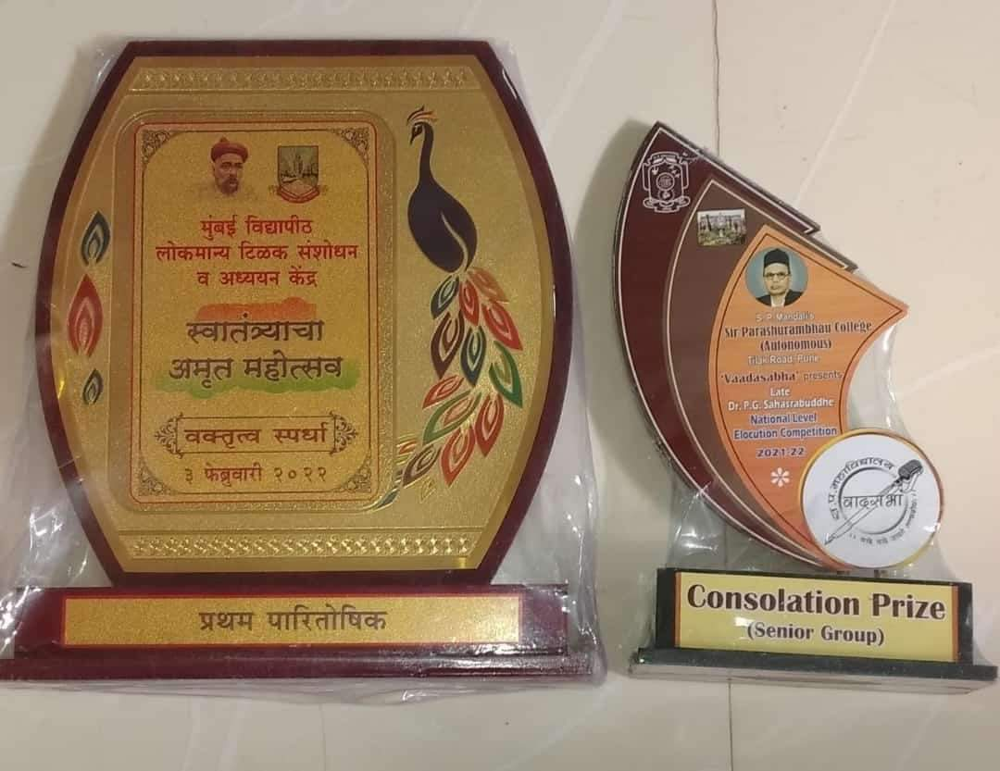 मुंबई विद्यापीठ
लोकमान्य टिळक संशोधन
व अध्ययन केंद्र
स्वातंत्र्याचा
अमृत महोत्सव
वक्तृत्व स्पर्धा
३ फेब्रुवारी २०२२
प्रथम पारितोषिक
S. P. Mandali's
Sir Parashurambhau College
(Autonomous)
Tilak Road, Pune
'Vaadasabha' presents
Late
Dr. P.G. Sahasrabuddhe
National Level
Elocution Competition
2021-22
महाविद्यालय
वादसभा
Consolation Prize
(Senior Group)